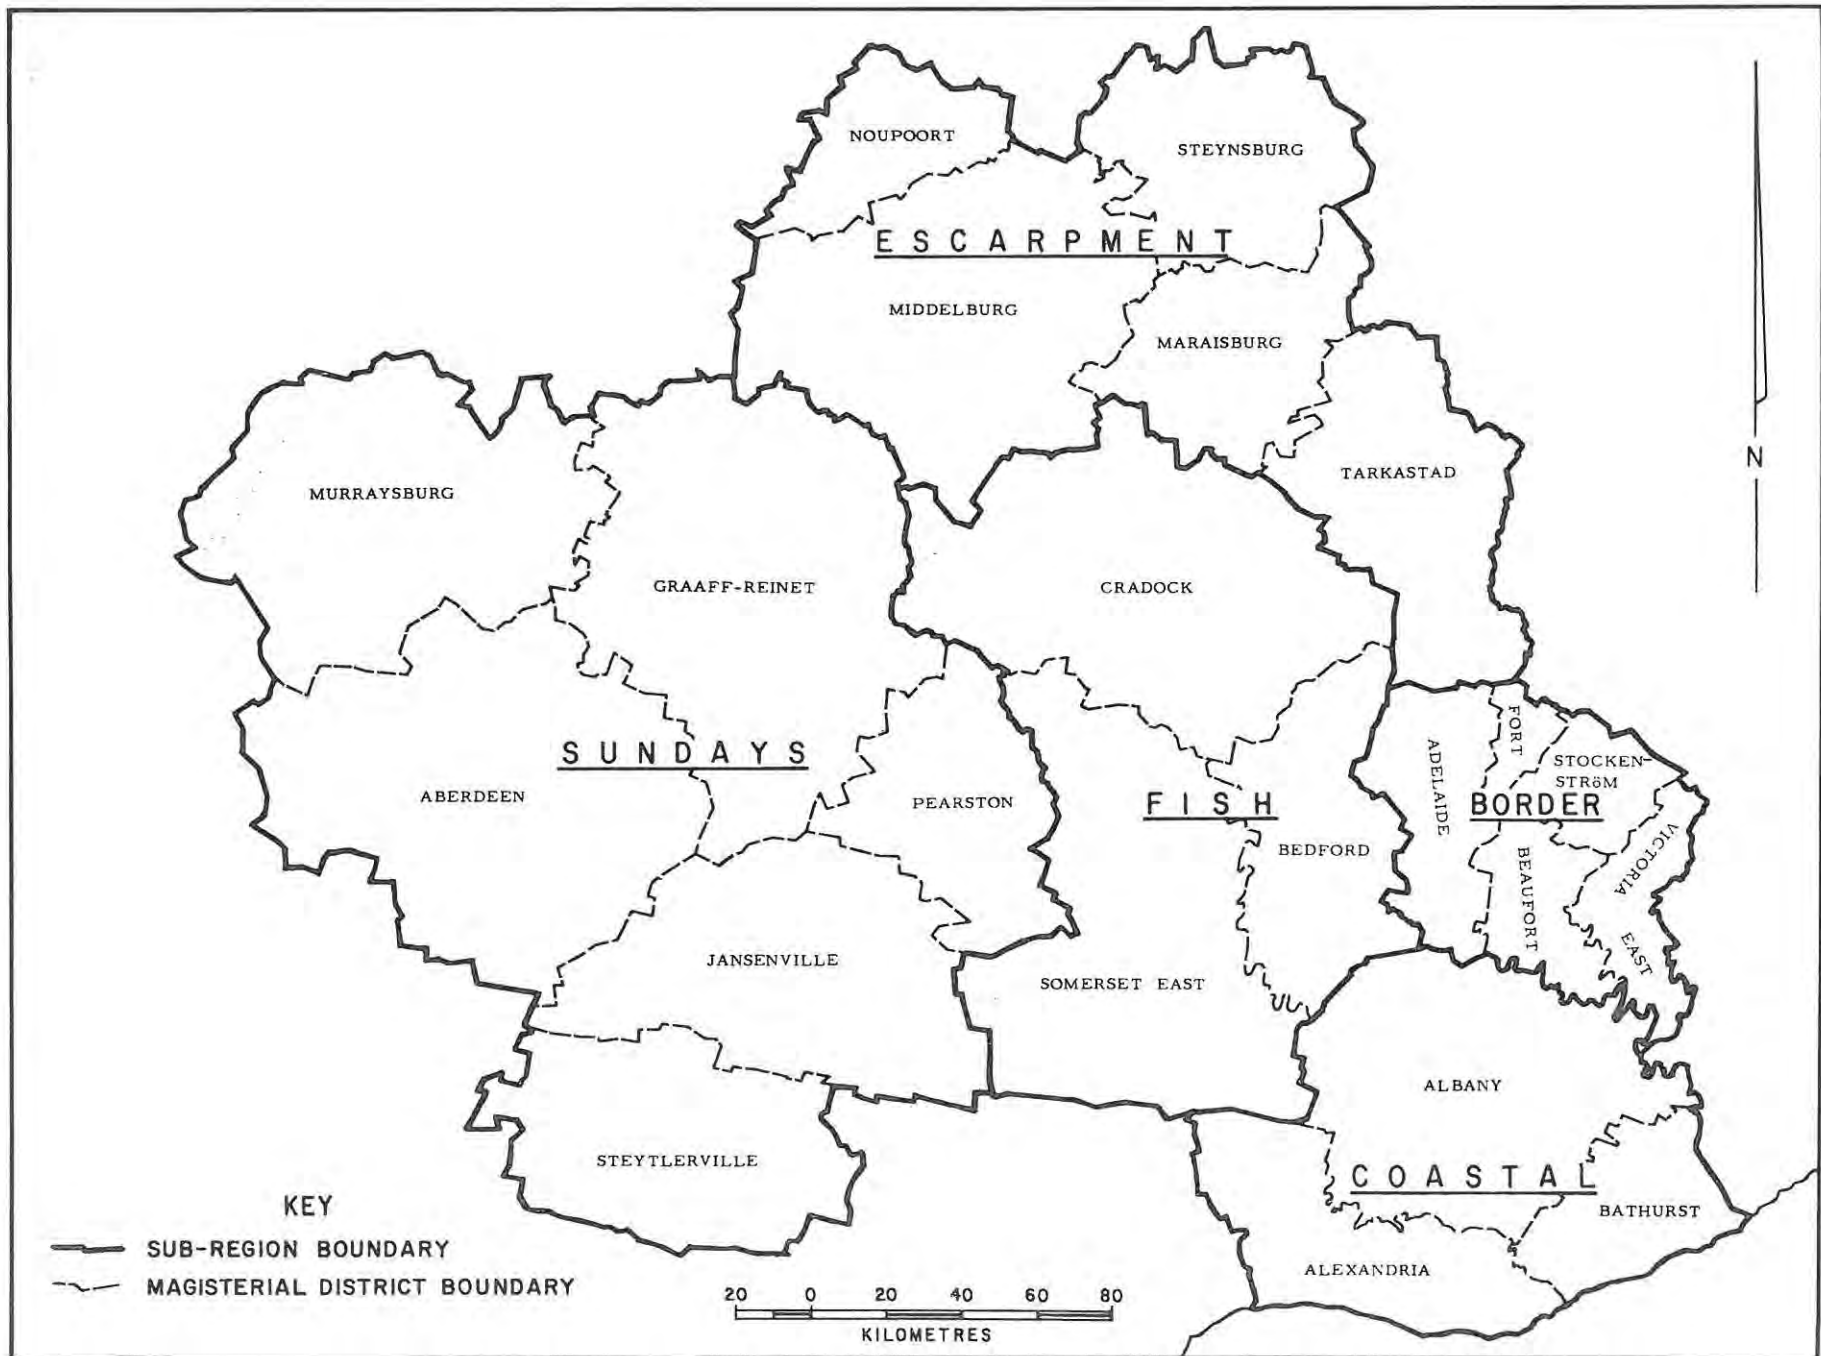 NOUPOORT
STEYNSBURG
ESCARPMENT
MIDDELBURG
MARAISBURG
TARKASTAD
N
MURRAYSBURG
GRAAFF-REINET
CRADOCK
SUNDAYS
ABERDEEN
PEARSTON
FISH
BEDFORD
ADELAIDE
FORT
BEAUFORT
STOCKEN-
STRöM
BORDER
VICTORIA
EAST
JANSENVILLE
SOMERSET EAST
ALBANY
STEYTLERVILLE
COASTAL
BATHURST
ALEXANDRIA
KEY
SUB-REGION BOUNDARY
MAGISTERIAL DISTRICT BOUNDARY
20 0 20 40 60 80
KILOMETRES